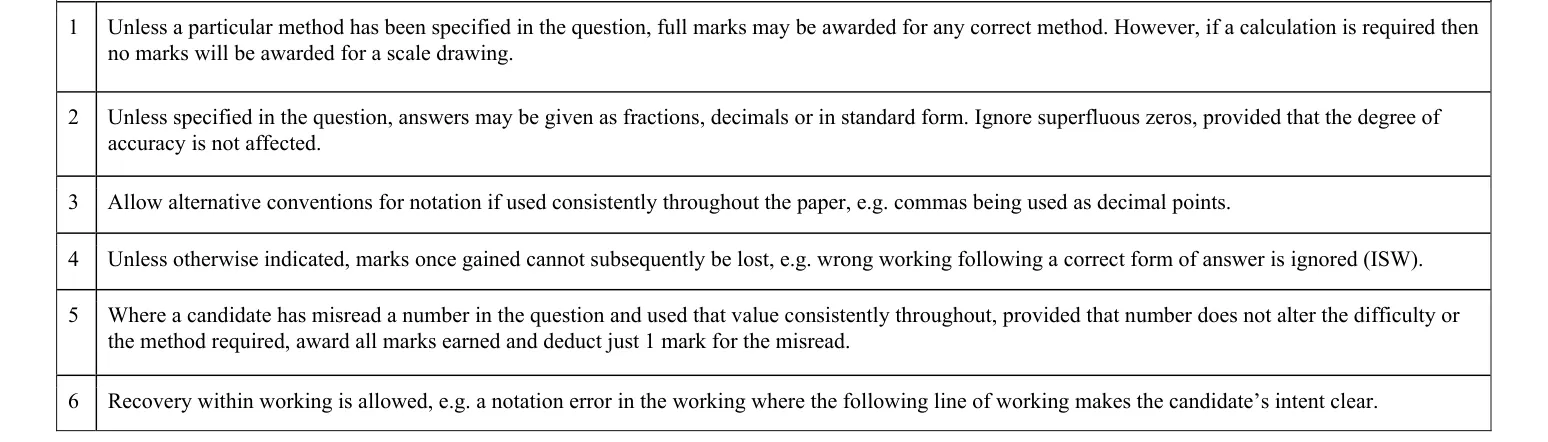 1 Unless a particular method has been specified in the question, full marks may be awarded for any correct method. However, if a calculation is required then
no marks will be awarded for a scale drawing.
2 Unless specified in the question, answers may be given as fractions, decimals or in standard form. Ignore superfluous zeros, provided that the degree of
accuracy is not affected.
3 Allow alternative conventions for notation if used consistently throughout the paper, e.g. commas being used as decimal points.
4 Unless otherwise indicated, marks once gained cannot subsequently be lost, e.g. wrong working following a correct form of answer is ignored (ISW).
5 Where a candidate has misread a number in the question and used that value consistently throughout, provided that number does not alter the difficulty or
the method required, award all marks earned and deduct just 1 mark for the misread.
6 Recovery within working is allowed, e.g. a notation error in the working where the following line of working makes the candidate’s intent clear.